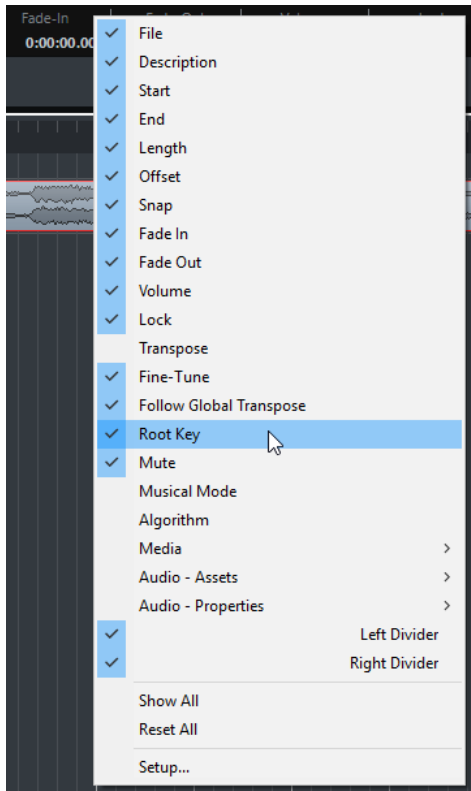 Fade-In
0:00:00.00
File
Description
Start
End
Length
Offset
Snap
Fade In
Fade Out
Volume
Lock
Transpose
Fine-Tune
Follow Global Transpose
Root Key
Mute
Musical Mode
Algorithm
Media
Audio - Assets
Audio - Properties
Left Divider
Right Divider
Show All
Reset All
Setup...